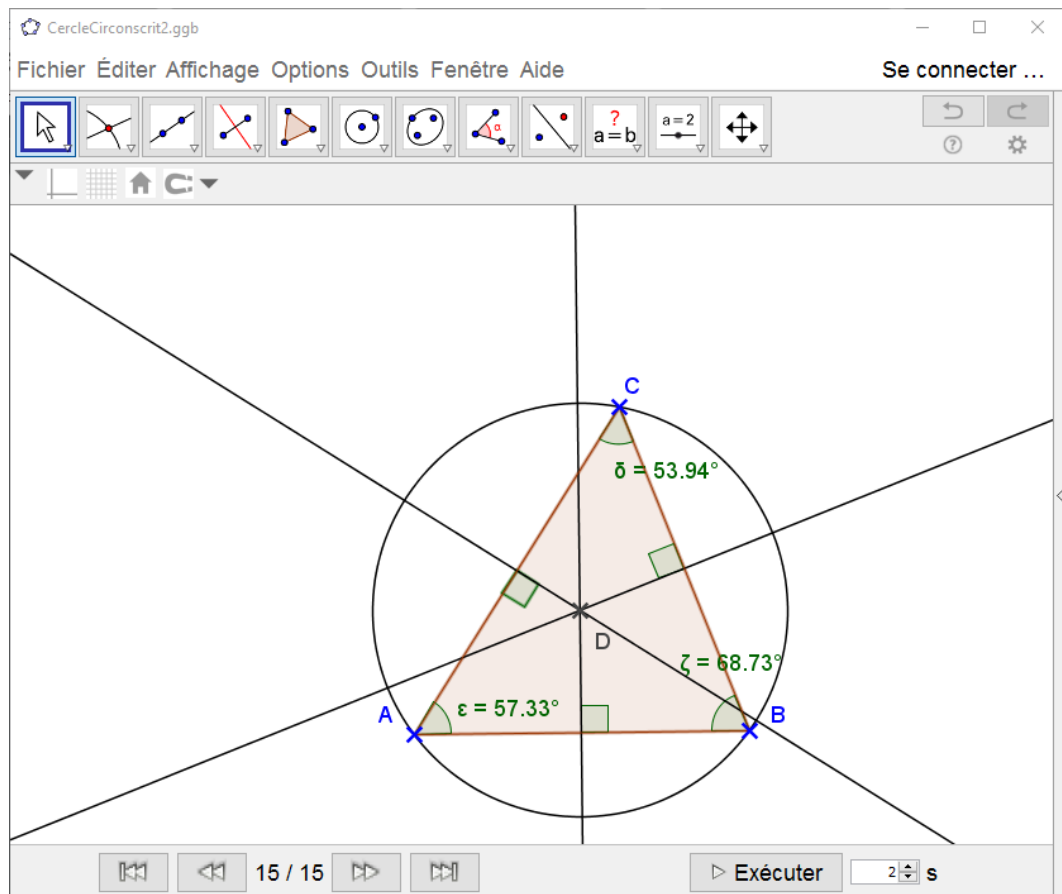 CercleCirconscrit2.ggb
Fichier Éditer Affichage Options Outils Fenêtre Aide Se connecter ...
α
?
a=b
a=2
?
C
δ = 53.94°
D
ζ = 68.73°
A
ε = 57.33°
B
15 / 15
Exécuter
2
s